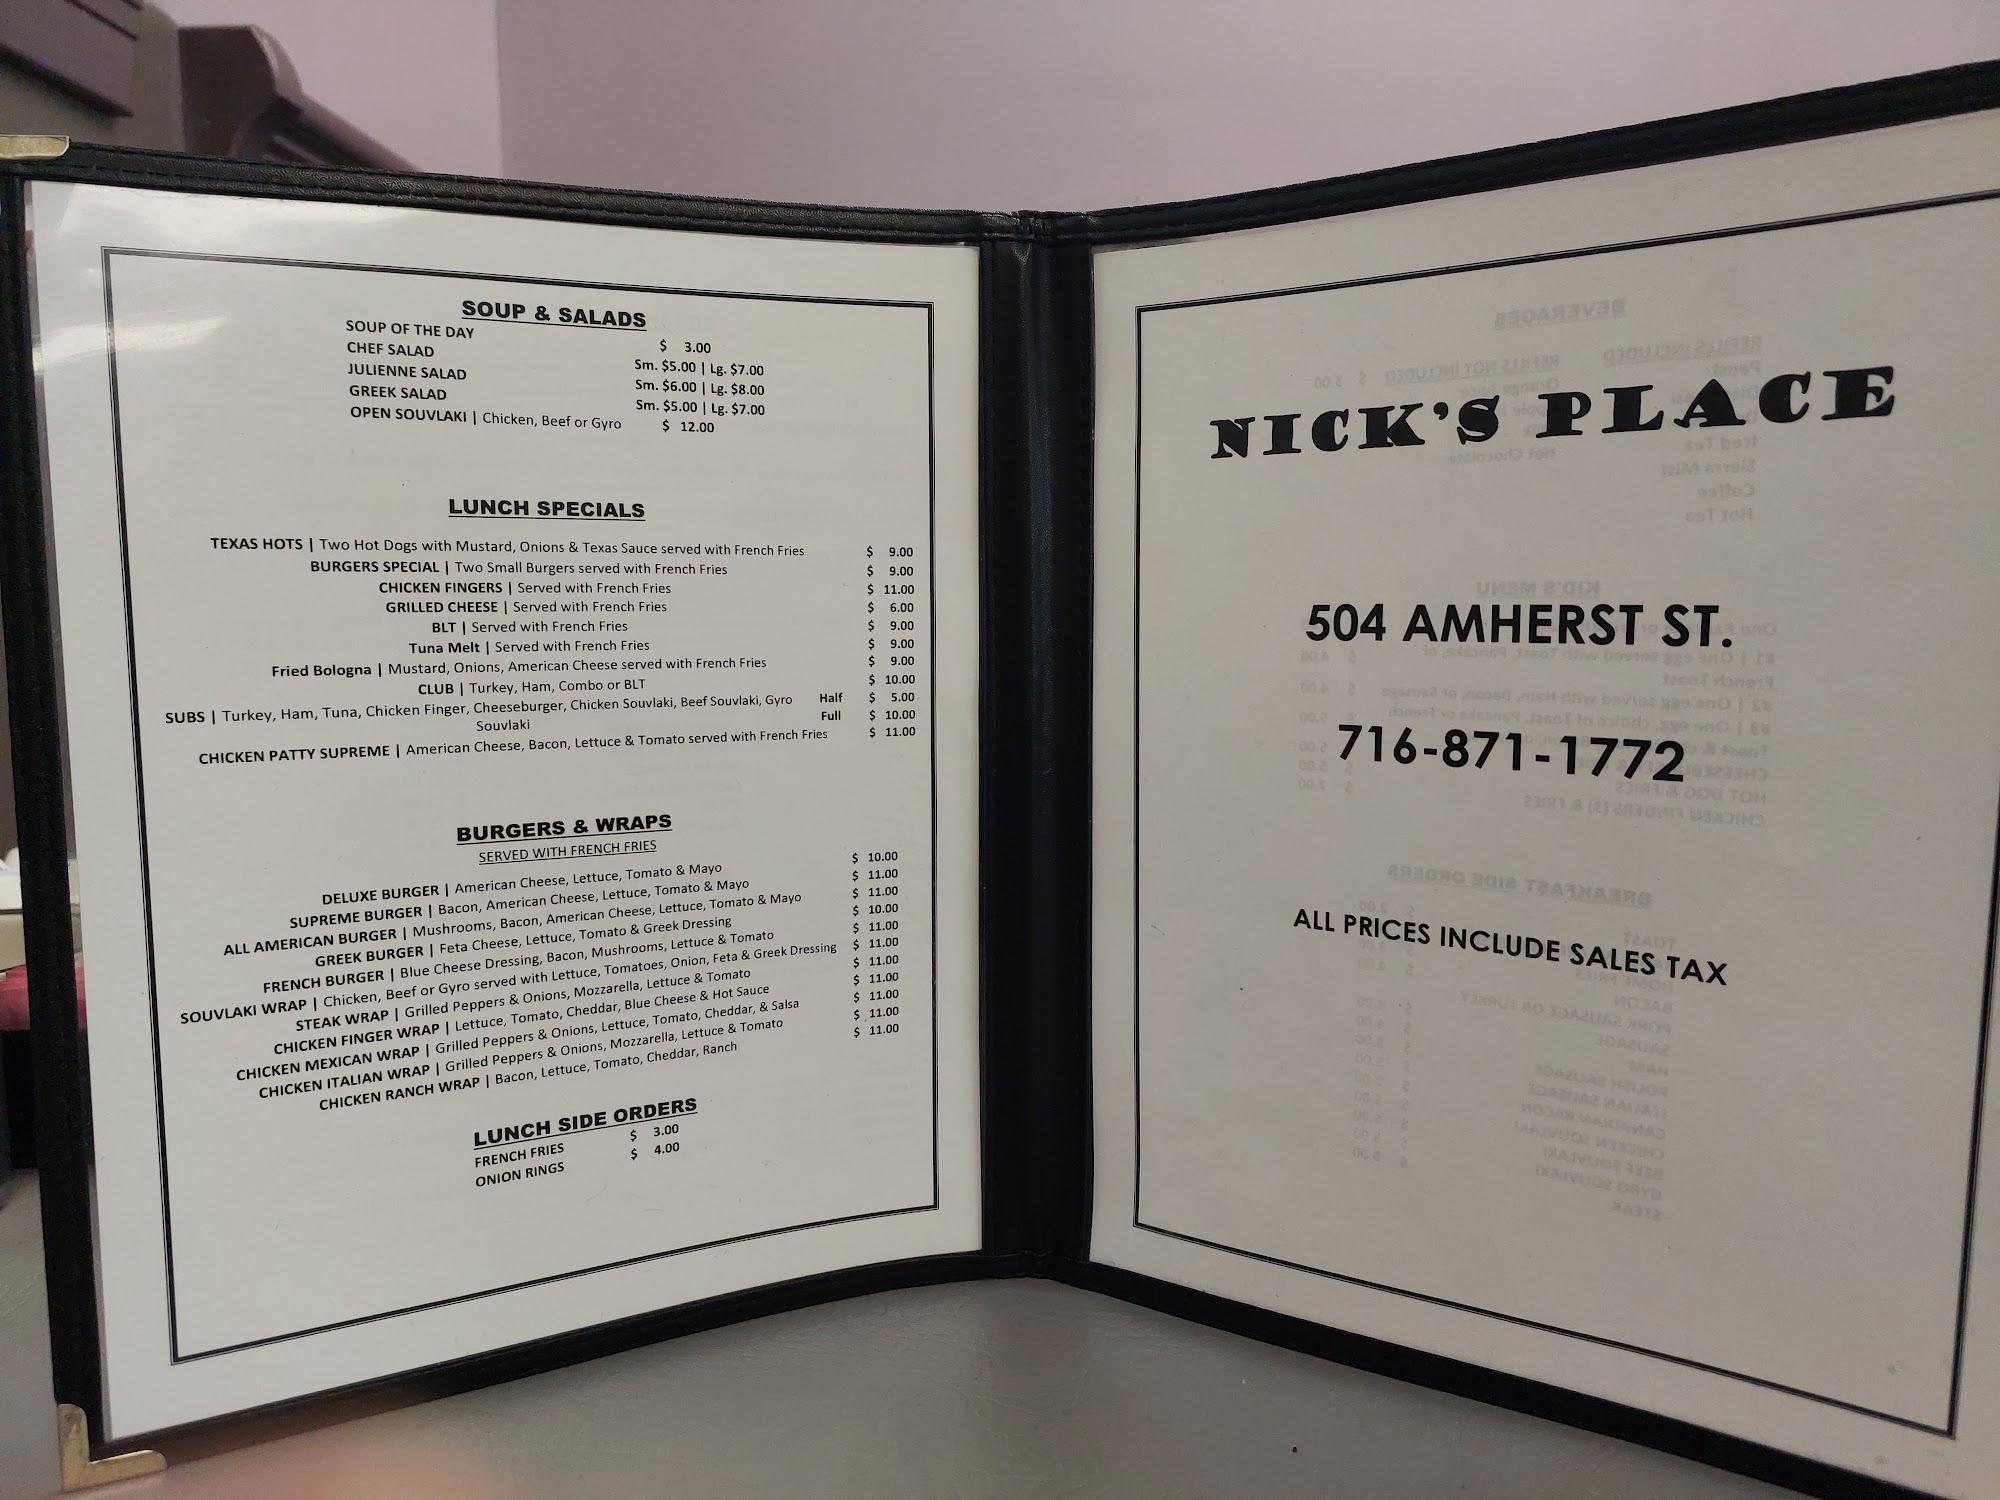 SOUP & SALADS
SOUP OF THE DAY $ 3.00
CHEF SALAD Sm. $5.00 | Lg. $7.00
JULIENNE SALAD Sm. $6.00 | Lg. $8.00
GREEK SALAD Sm. $5.00 | Lg. $7.00
OPEN SOUVLAKI | Chicken, Beef or Gyro $ 12.00
LUNCH SPECIALS
TEXAS HOTS | Two Hot Dogs with Mustard, Onions & Texas Sauce served with French Fries $ 9.00
BURGERS SPECIAL | Two Small Burgers served with French Fries $ 9.00
CHICKEN FINGERS | Served with French Fries $ 11.00
GRILLED CHEESE | Served with French Fries $ 6.00
BLT | Served with French Fries $ 9.00
Tuna Melt | Served with French Fries $ 9.00
Fried Bologna | Mustard, Onions, American Cheese served with French Fries $ 9.00
CLUB | Turkey, Ham, Combo or BLT $ 10.00
SUBS | Turkey, Ham, Tuna, Chicken Finger, Cheeseburger, Chicken Souvlaki, Beef Souvlaki, Gyro Half $ 5.00
Souvlaki Full $ 10.00
CHICKEN PATTY SUPREME | American Cheese, Bacon, Lettuce & Tomato served with French Fries $ 11.00
BURGERS & WRAPS
SERVED WITH FRENCH FRIES
DELUXE BURGER | American Cheese, Lettuce, Tomato & Mayo $ 10.00
SUPREME BURGER | Bacon, American Cheese, Lettuce, Tomato & Mayo $ 11.00
ALL AMERICAN BURGER | Mushrooms, Bacon, American Cheese, Lettuce, Tomato & Mayo $ 11.00
GREEK BURGER | Feta Cheese, Lettuce, Tomato & Greek Dressing $ 10.00
FRENCH BURGER | Blue Cheese Dressing, Bacon, Mushrooms, Lettuce & Tomato $ 11.00
SOUVLAKI WRAP | Chicken, Beef or Gyro served with Lettuce, Tomatoes, Onion, Feta & Greek Dressing $ 11.00
STEAK WRAP | Grilled Peppers & Onions, Mozzarella, Lettuce & Tomato $ 11.00
CHICKEN FINGER WRAP | Lettuce, Tomato, Cheddar, Blue Cheese & Hot Sauce $ 11.00
CHICKEN MEXICAN WRAP | Grilled Peppers & Onions, Lettuce, Tomato, Cheddar, & Salsa $ 11.00
CHICKEN ITALIAN WRAP | Grilled Peppers & Onions, Mozzarella, Lettuce & Tomato $ 11.00
CHICKEN RANCH WRAP | Bacon, Lettuce, Tomato, Cheddar, Ranch $ 11.00
LUNCH SIDE ORDERS
FRENCH FRIES $ 3.00
ONION RINGS $ 4.00
NICK'S PLACE
504 AMHERST ST.
716-871-1772
ALL PRICES INCLUDE SALES TAX